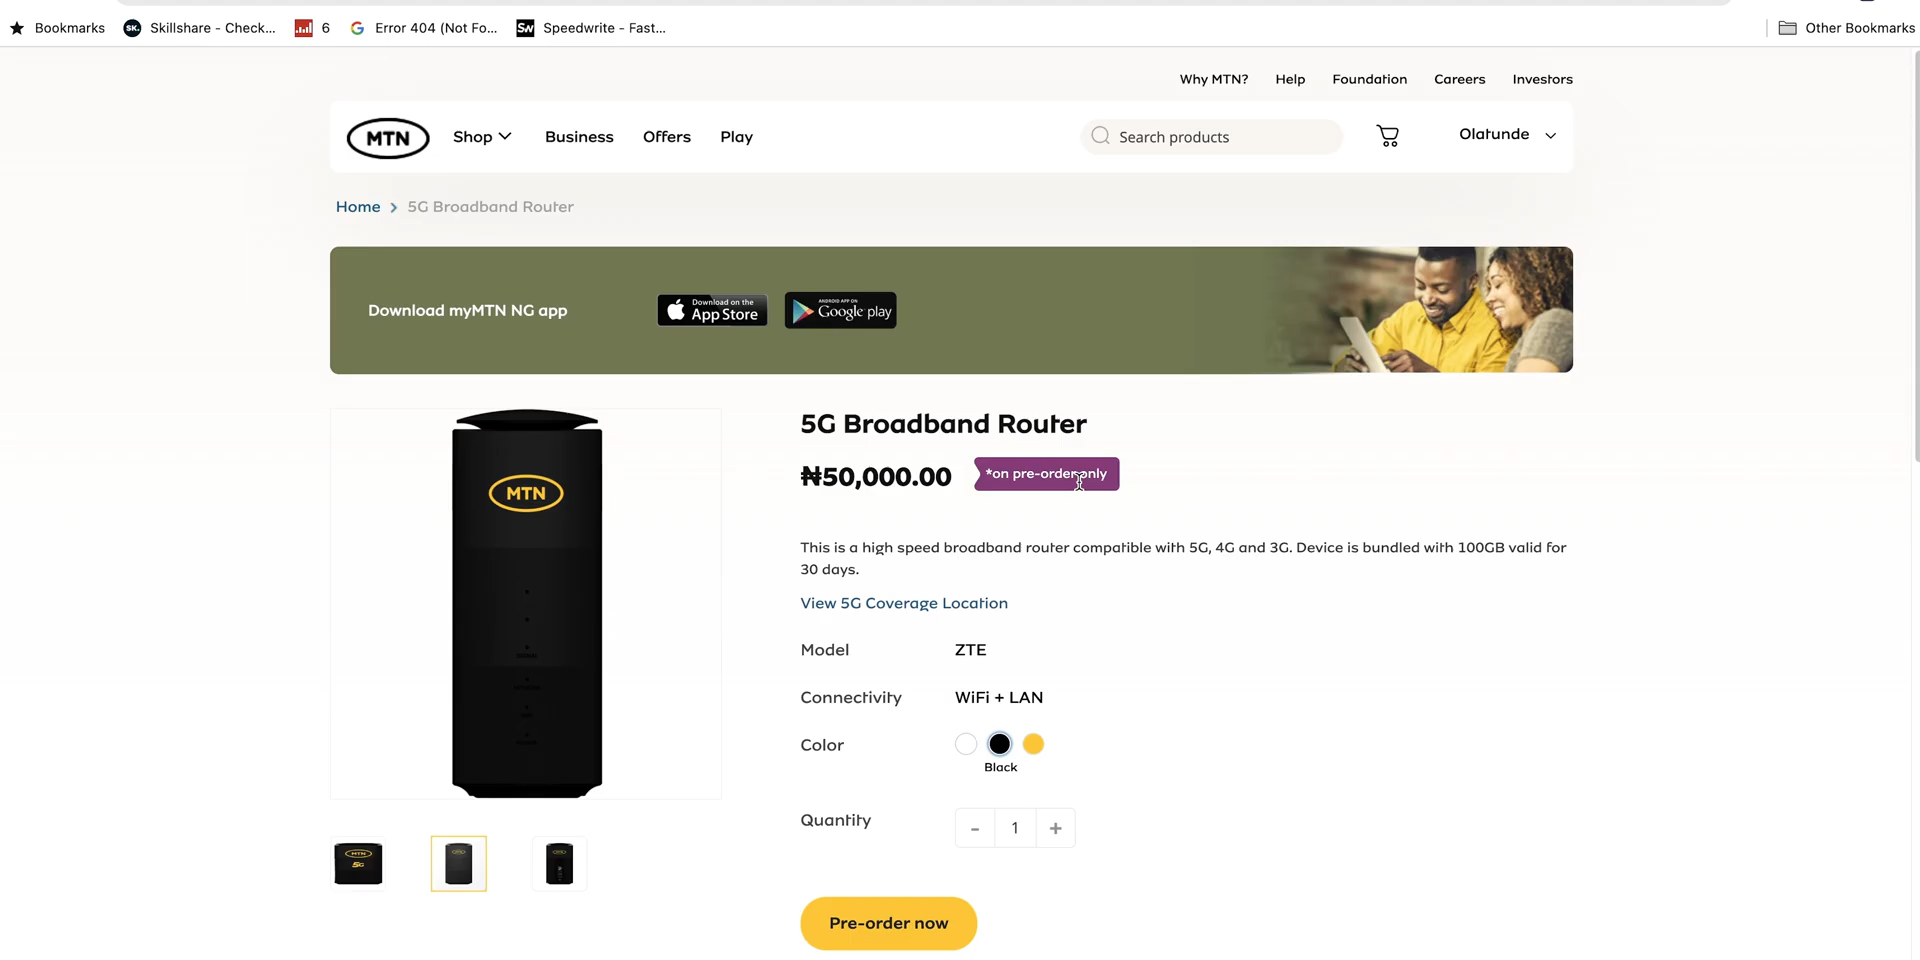 Bookmarks
Skillshare - Check...
6
Error 404 (Not Fo...
SW
Speedwrite - Fast...
Other Bookmarks
Why MTN?
Help
Foundation
Careers
Investors
MTN
Shop
Business
Offers
Play
Search products
Olatunde
Home > 5G Broadband Router
Download myMTN NG app
Download on the
App Store
ANDROID APP ON
Google play
MTN
5G Broadband Router
₦50,000.00
*on pre-order only
This is a high speed broadband router compatible with 5G, 4G and 3G. Device is bundled with 100GB valid for
30 days.
View 5G Coverage Location
Model
ZTE
Connectivity
WiFi + LAN
Color
Black
Quantity
-
1
+
MTN
5G
Pre-order now